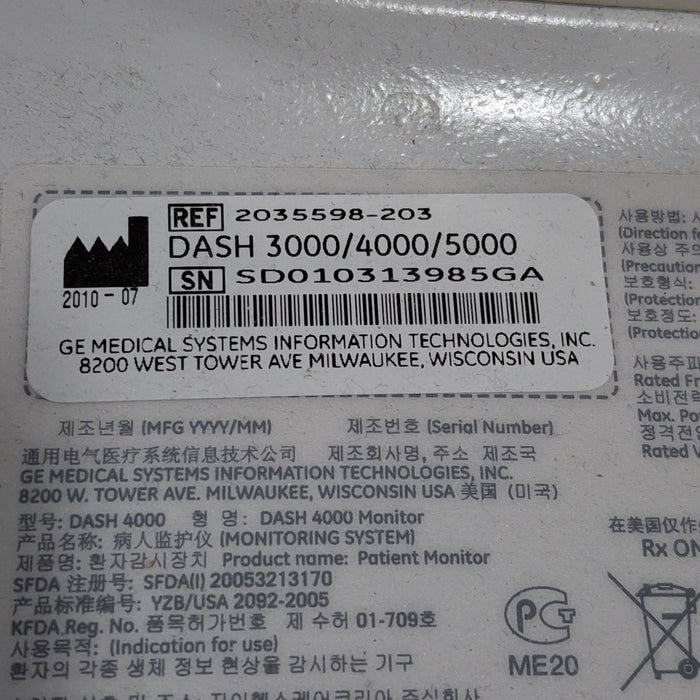 REF 2035598-203
DASH 3000/4000/5000
SN SD010313985GA
2010-07
GE MEDICAL SYSTEMS INFORMATION TECHNOLOGIES, INC.
8200 WEST TOWER AVE MILWAUKEE, WISCONSIN USA
제조년월 (MFG YYYY/MM) 제조번호 (Serial Number)
通用电气医疗系统信息技术公司 제조회사명, 주소 제조국
GE MEDICAL SYSTEMS INFORMATION TECHNOLOGIES, INC.
8200 W. TOWER AVE. MILWAUKEE, WISCONSIN USA 美国 (미국)
型号: DASH 4000 형 명: DASH 4000 Monitor
产品名称: 病人监护仪 (MONITORING SYSTEM)
제품명: 환자감시장치 Product name: Patient Monitor
SFDA 注册号: SFDA(I) 20053213170
产品标准编号: YZB/USA 2092-2005
KFDA Reg. No. 품목허가번호 제 수허 01-709호
사용목적: (Indication for use)
환자의 각종 생체 정보 현상을 감시하는 기구
사용방법:
(Direction
사용상 주의
(Precaution
보호형식:
(Protection
보호정도:
(Protection
사용주파
Rated
소비전력
Max.
정격전압
Rated
在美国仅作
Rx
PCT
ME20